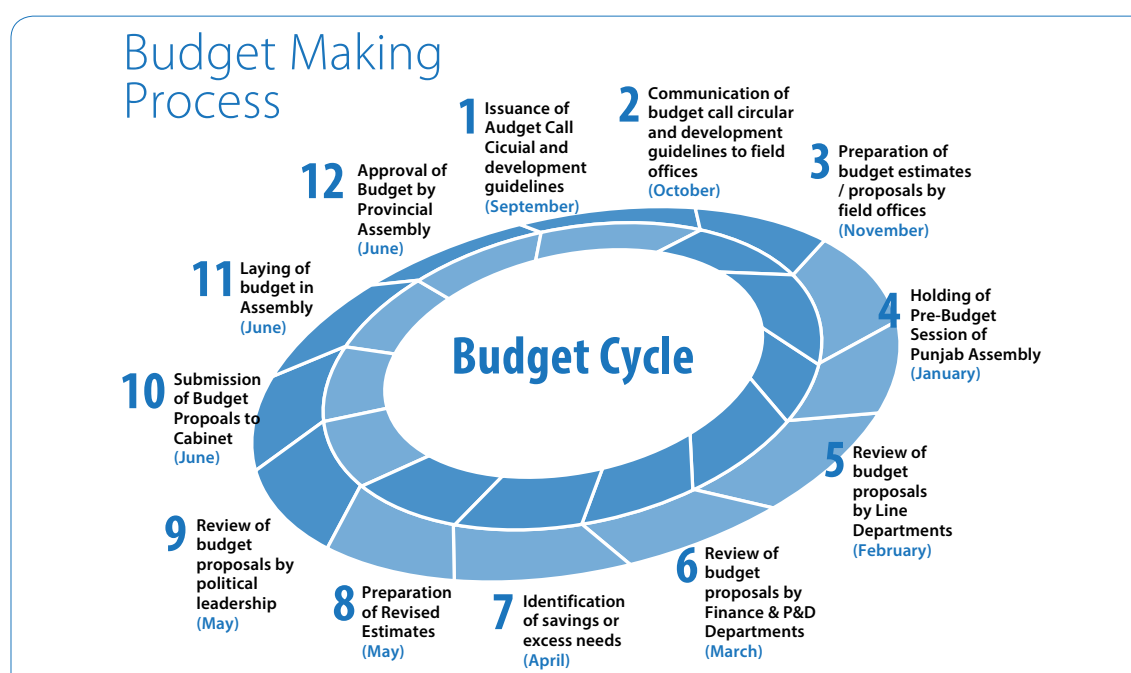 Budget Making
Process
1
Issuance of
Audget Call
Cicuial and
development
guidelines
(September)
2
Communication of
budget call circular
and development
guidelines to field
offices
(October)
3
Preparation of
budget estimates
/ proposals by
field offices
(November)
4
Holding of
Pre-Budget
Session of
Punjab Assembly
(January)
5
Review of
budget
proposals
by Line
Departments
(February)
6
Review of
budget
proposals by
Finance & P&D
Departments
(March)
7
Identification
of savings or
excess needs
(April)
8
Preparation
of Revised
Estimates
(May)
9
Review of
budget
proposals by
political
leadership
(May)
10
Submission
of Budget
Propoals to
Cabinet
(June)
11
Laying of
budget in
Assembly
(June)
12
Approval of
Budget by
Provincial
Assembly
(June)
Budget Cycle